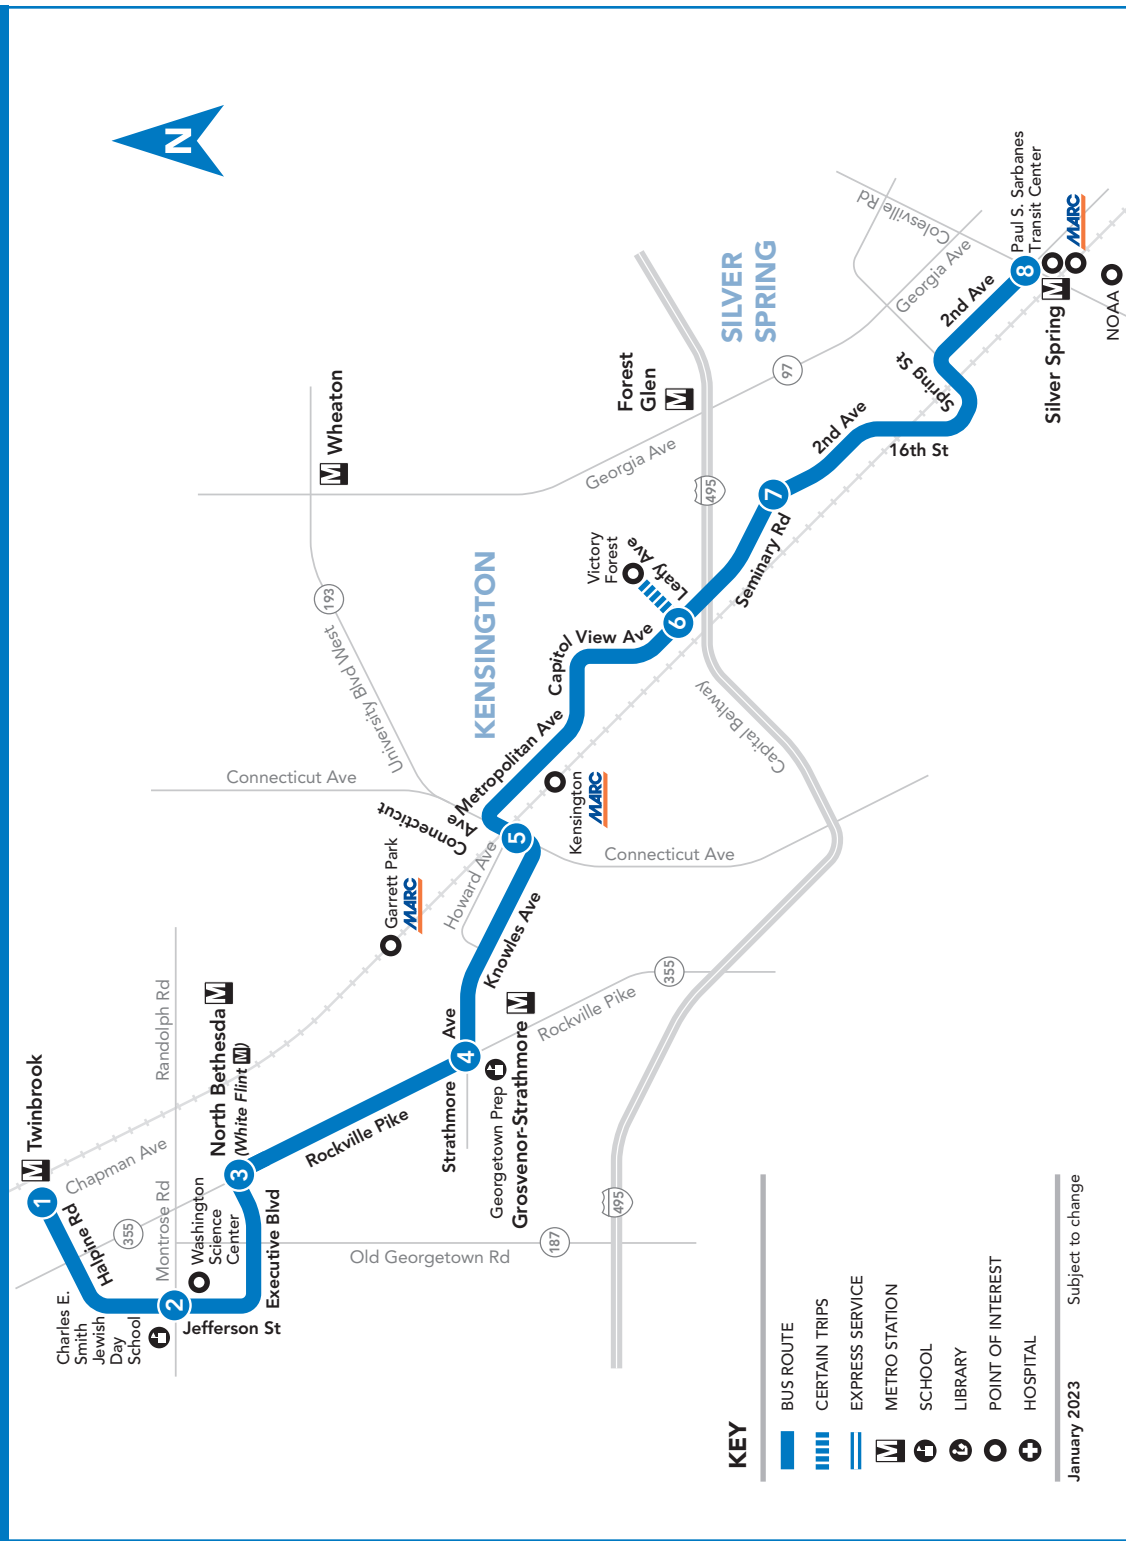 N
M Twinbrook
1
Halpine Rd
Chapman Ave
355
Charles E.
Smith
Jewish
Day
School
2
Montrose Rd
Randolph Rd
Jefferson St
Washington
Science
Center
Executive Blvd
3
North Bethesda M
(White Flint M)
Old Georgetown Rd
187
Rockville Pike
Strathmore
Ave
4
Georgetown Prep
Grosvenor-Strathmore M
Rockville Pike
355
495
Garrett Park
MARC
Howard Ave
Knowles Ave
5
Connecticut
Ave
Connecticut Ave
Connecticut Ave
University Blvd West
193
M Wheaton
KENSINGTON
Metropolitan Ave
Kensington
MARC
Capitol View Ave
Victory
Forest
Leafy Ave
6
Capital Beltway
495
Georgia Ave
Forest
Glen
M
97
SILVER
SPRING
Seminary Rd
7
2nd Ave
16th St
Spring St
Georgia Ave
Colesville Rd
2nd Ave
8
Paul S. Sarbanes
Transit Center
MARC
Silver Spring M
NOAA
KEY
BUS ROUTE
CERTAIN TRIPS
EXPRESS SERVICE
M METRO STATION
SCHOOL
LIBRARY
POINT OF INTEREST
HOSPITAL
January 2023
Subject to change